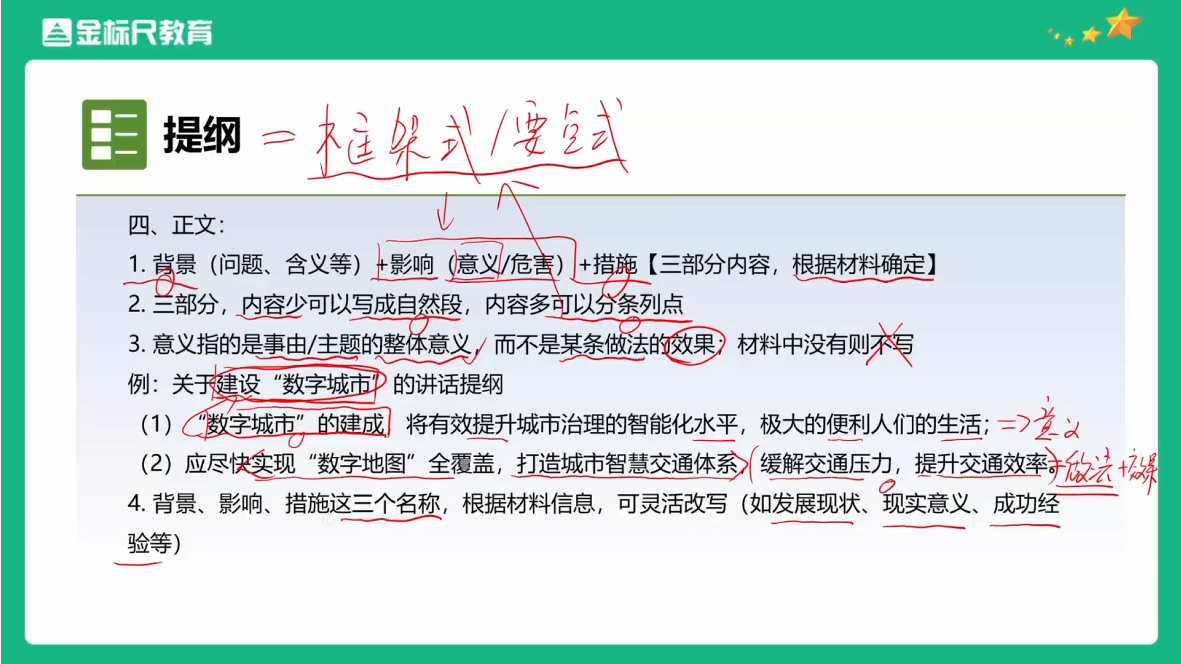 金标尺教育
提纲 = 框架式/要点式
四、正文：
1. 背景（问题、含义等）+影响（意义/危害）+措施【三部分内容，根据材料确定】
2. 三部分，内容少可以写成自然段，内容多可以分条列点
3. 意义指的是事由/主题的整体意义，而不是某条做法的效果；材料中没有则不写
例：关于建设“数字城市”的讲话提纲
（1）“数字城市”的建成，将有效提升城市治理的智能化水平，极大的便利人们的生活；=>意义
（2）应尽快实现“数字地图”全覆盖，打造城市智慧交通体系，缓解交通压力，提升交通效率。→做法+效果
4. 背景、影响、措施这三个名称，根据材料信息，可灵活改写（如发展现状、现实意义、成功经
验等）